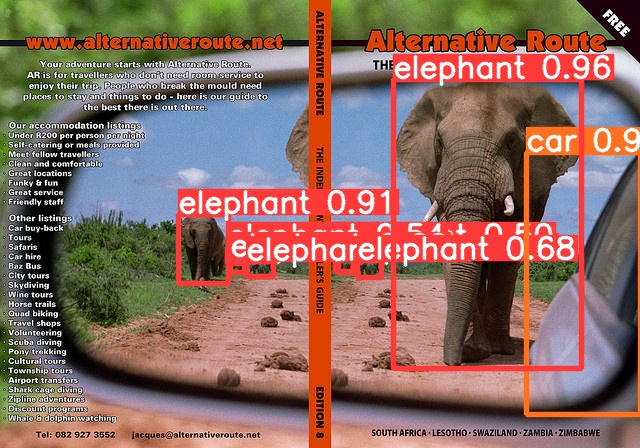 www.alternativeroute.net
Your adventure starts with Alternative Route.
AR is for travellers who don't need room service to
enjoy their trip. People who break the mould need
places to stay and things to do - here is our guide to
the best there is out there.
Our accommodation listings
· Under R200 per person per night
· Self-catering or meals provided
· Meet fellow travellers
· Clean and comfortable
· Great locations
· Funky & fun
· Great service
· Friendly staff
Other listings
· Car buy-back
· Tours
· Safaris
· Car hire
· Baz Bus
· City tours
· Skydiving
· Wine tours
· Horse trails
· Quad biking
· Travel shops
· Volunteering
· Scuba diving
· Pony trekking
· Cultural tours
· Township tours
· Airport transfers
· Shark cage diving
· Zipline adventures
· Discount programs
· Whale & dolphin watching
Tel: 082 927 3552 jacques@alternativeroute.net
ALTERNATIVE ROUTE
THE
GUIDE
EDITION 8
Alternative Route
FREE
THE
elephant 0.96
car 0.9
elephant 0.91
elephant 0.68
SOUTH AFRICA · LESOTHO · SWAZILAND · ZAMBIA · ZIMBABWE